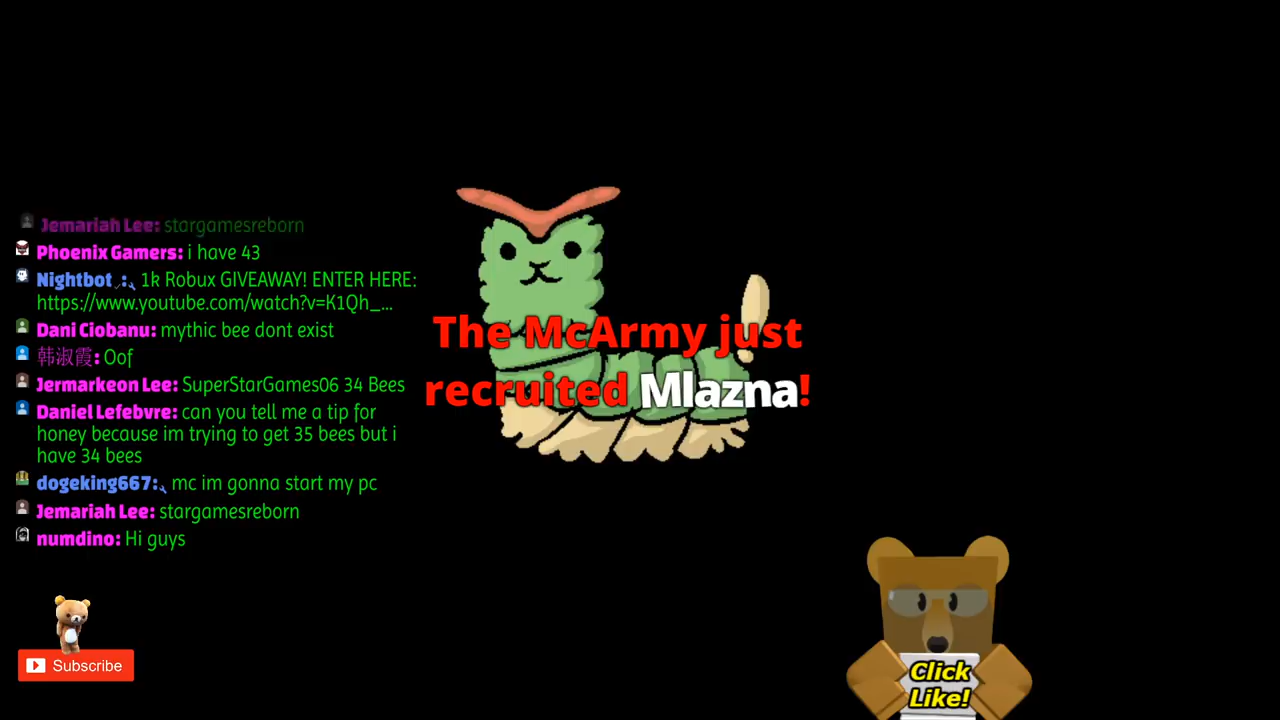 Jemariah Lee: stargamesreborn
Phoenix Gamers: i have 43
Nightbot: 1k Robux GIVEAWAY! ENTER HERE:
https://www.youtube.com/watch?v=K1Qh_...
Dani Ciobanu: mythic bee dont exist
韩淑霞: Oof
Jermarkeon Lee: SuperStarGames06 34 Bees
Daniel Lefebvre: can you tell me a tip for
honey because im trying to get 35 bees but i
have 34 bees
dogeking667: mc im gonna start my pc
Jemariah Lee: stargamesreborn
numdino: Hi guys
The McArmy just
recruited Mlazna!
Subscribe
Click
Like!